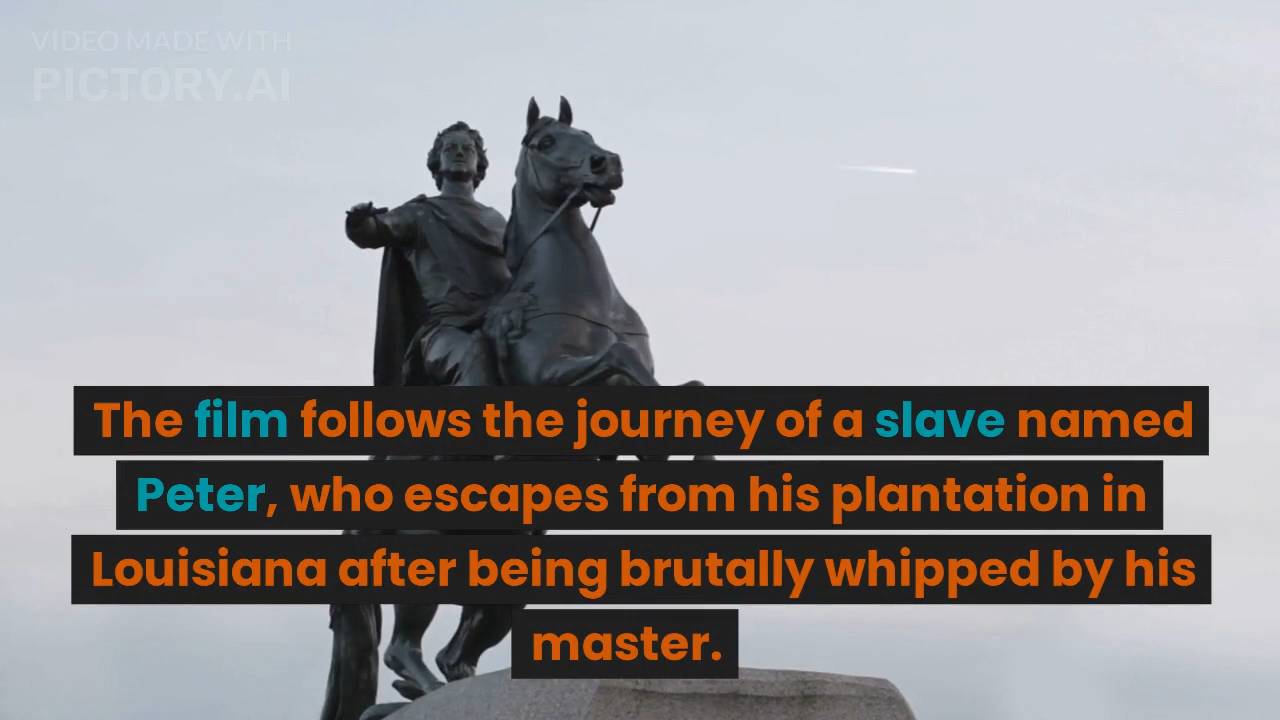 VIDEO MADE WITH
PICTORY.AI
The film follows the journey of a slave named
Peter, who escapes from his plantation in
Louisiana after being brutally whipped by his
master.